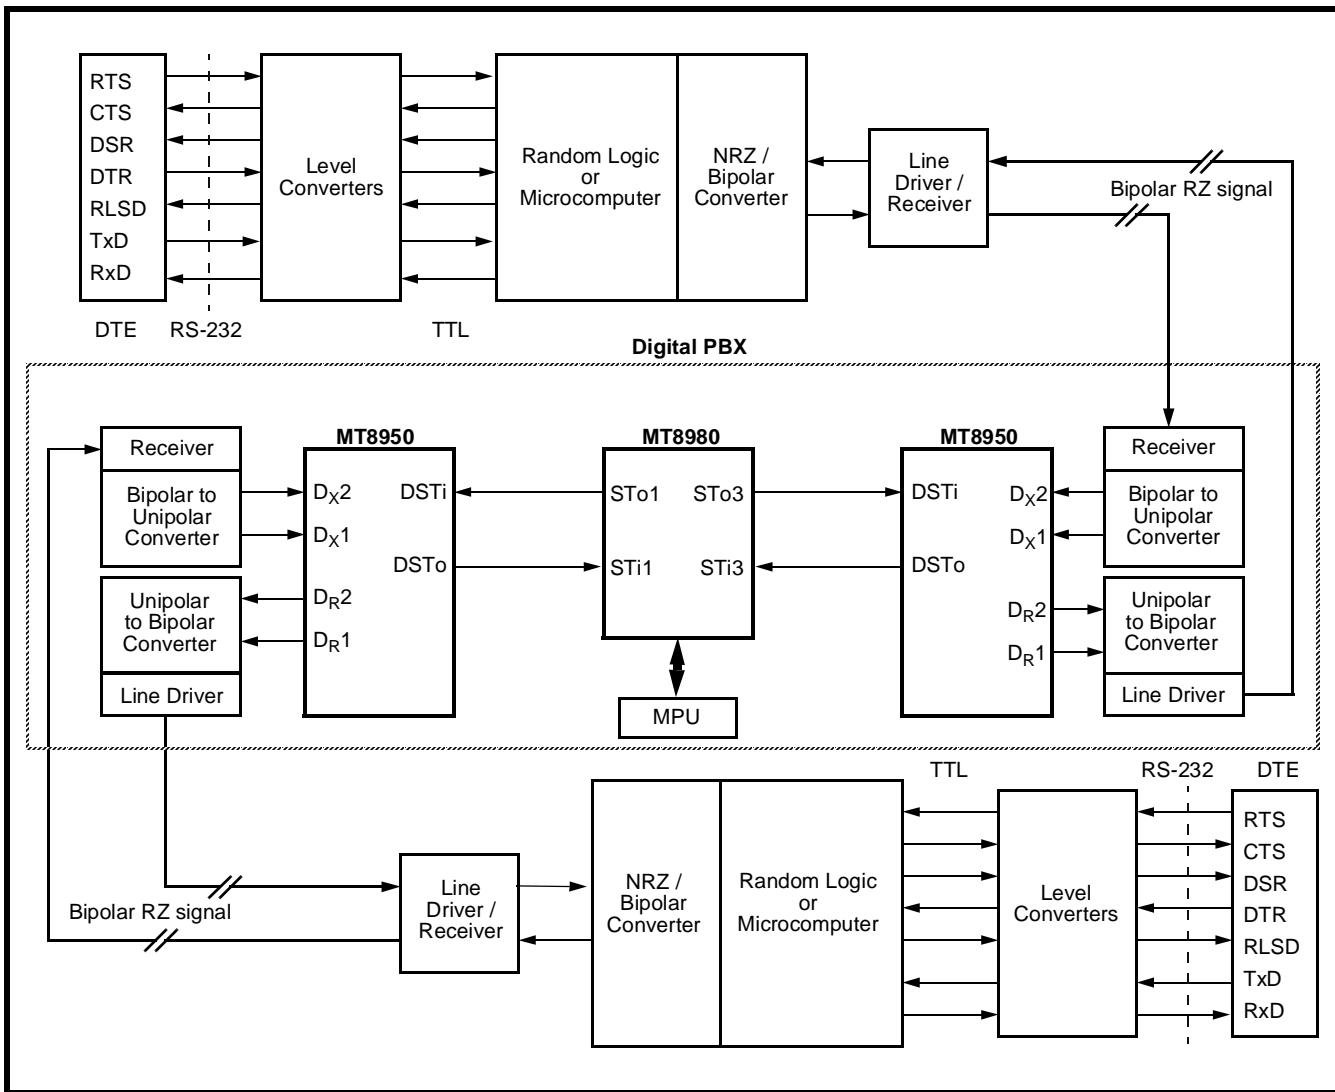 RTS
CTS
DSR
DTR
RLSD
TxD
RxD
Level
Converters
Random Logic
or
Microcomputer
NRZ /
Bipolar
Converter
Line
Driver /
Receiver
Bipolar RZ signal
DTE
RS-232
TTL
Digital PBX
Receiver
Bipolar to
Unipolar
Converter
Unipolar
to Bipolar
Converter
Line Driver
MT8950
DX2
DX1
DR2
DR1
DSTi
DSTo
MT8980
STo1
STi1
STo3
STi3
MPU
MT8950
DSTi
DSTo
DX2
DX1
DR2
DR1
Receiver
Bipolar to
Unipolar
Converter
Unipolar
to Bipolar
Converter
Line Driver
TTL
RS-232
DTE
Bipolar RZ signal
Line
Driver /
Receiver
NRZ /
Bipolar
Converter
Random Logic
or
Microcomputer
Level
Converters
RTS
CTS
DSR
DTR
RLSD
TxD
RxD